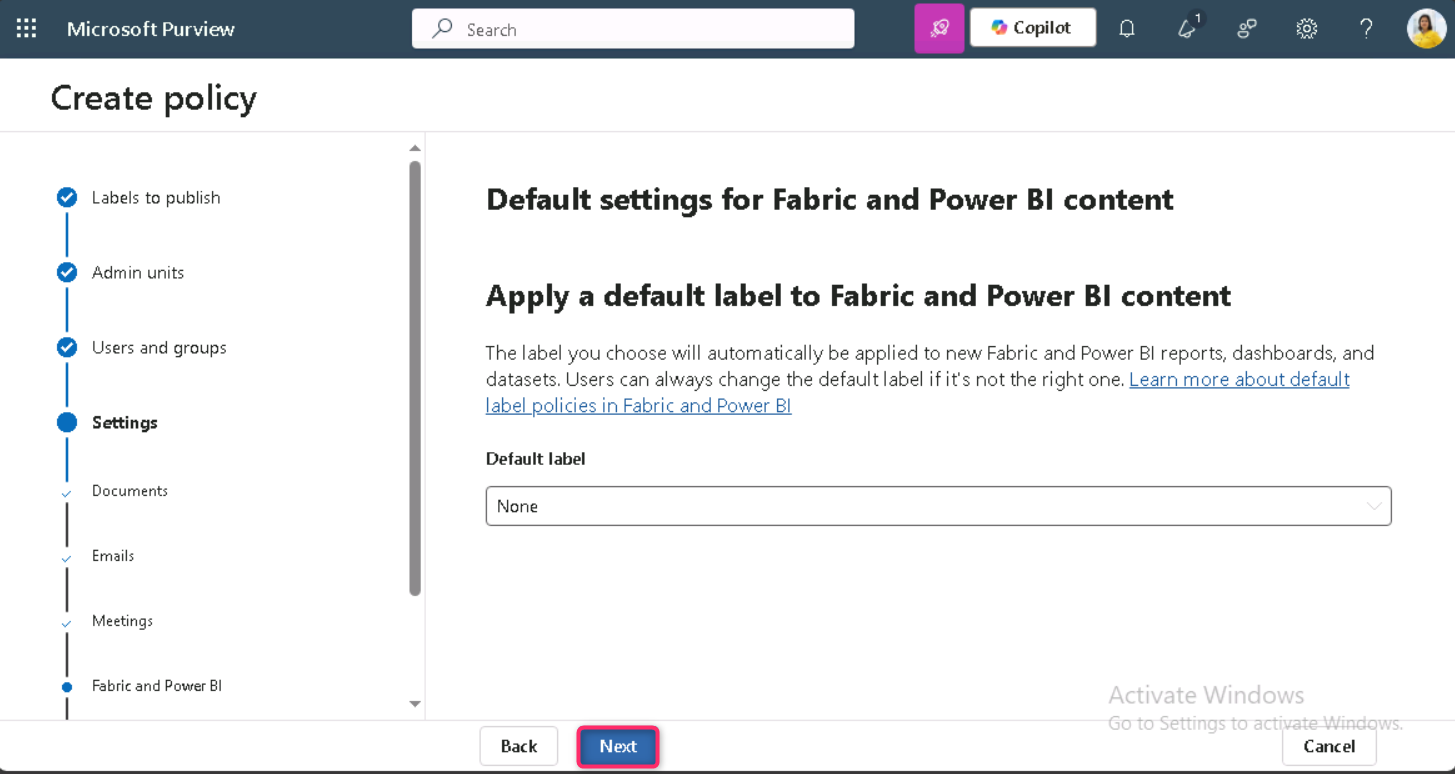 Microsoft Purview
Search
Copilot
1
?
Create policy
Labels to publish
Admin units
Users and groups
Settings
Documents
Emails
Meetings
Fabric and Power BI
Default settings for Fabric and Power BI content
Apply a default label to Fabric and Power BI content
The label you choose will automatically be applied to new Fabric and Power BI reports, dashboards, and
datasets. Users can always change the default label if it's not the right one. Learn more about default
label policies in Fabric and Power BI
Default label
None
Activate Windows
Go to Settings to activate Windows.
Back
Next
Cancel